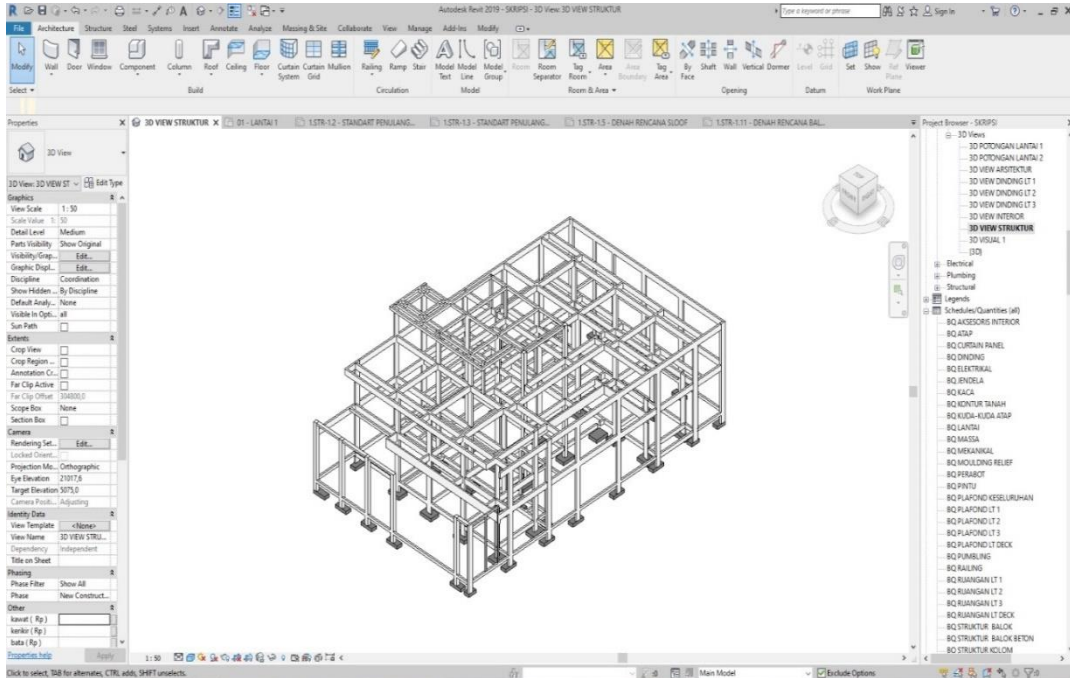 Autodesk Revit 2019 - SKRIPSI - 3D View: 3D VIEW STRUKTUR
Type a keyword or phrase
Sign In
File Architecture Structure Steel Systems Insert Annotate Analyze Massing & Site Collaborate View Manage Add-Ins Modify
Modify Wall Door Window Component Column Roof Ceiling Floor Curtain System Curtain Grid Mullion Railing Ramp Stair Model Text Model Line Model Group Room Room Separator Tag Room Area Area Boundary Tag Area By Face Shaft Wall Vertical Dormer Level Grid Set Show Ref Plane Viewer
Select Build Circulation Model Room & Area Opening Datum Work Plane
Properties
3D VIEW STRUKTUR
01 - LANTAI 1
1.STR-1.2 - STANDART PENULANG...
1.STR-1.3 - STANDART PENULANG...
1.STR-1.5 - DENAH RENCANA SLOOF
1.STR-1.11 - DENAH RENCANA BAL...
3D View
3D View: 3D VIEW ST
Edit Type
Graphics
View Scale 1 : 50
Scale Value 1: 50
Detail Level Medium
Parts Visibility Show Original
Visibility/Grap... Edit...
Graphic Displ... Edit...
Discipline Coordination
Show Hidden ... By Discipline
Default Analy... None
Visible In Opti... all
Sun Path
Extents
Crop View
Crop Region ...
Annotation Cr...
Far Clip Active
Far Clip Offset 304800,0
Scope Box None
Section Box
Camera
Rendering Set... Edit...
Locked Orient...
Projection Mo... Orthographic
Eye Elevation 21017,6
Target Elevation 5075,0
Camera Positi... Adjusting
Identity Data
View Template <None>
View Name 3D VIEW STRU...
Dependency Independent
Title on Sheet
Phasing
Phase Filter Show All
Phase New Construct...
Other
kawat ( Rp )
kerikir ( Rp )
bata ( Rp )
Properties help
Apply
Project Browser - SKRIPSI
3D Views
3D POTONGAN LANTAI 1
3D POTONGAN LANTAI 2
3D VIEW ARSITEKTUR
3D VIEW DINDING LT 1
3D VIEW DINDING LT 2
3D VIEW DINDING LT 3
3D VIEW INTERIOR
3D VIEW STRUKTUR
3D VISUAL 1
{3D}
Electrical
Plumbing
Structural
Legends
Schedules/Quantities (all)
BQ AKSESORIS INTERIOR
BQ ATAP
BQ CURTAIN PANEL
BQ DINDING
BQ ELEKTRIKAL
BQ JENDELA
BQ KACA
BQ KONTUR TANAH
BQ KUDA-KUDA ATAP
BQ LANTAI
BQ MASSA
BQ MEKANIKAL
BQ MOULDING RELIEF
BQ PERABOT
BQ PINTU
BQ PLAFOND KESELURUHAN
BQ PLAFOND LT 1
BQ PLAFOND LT 2
BQ PLAFOND LT 3
BQ PLAFOND LT DECK
BQ PUMBLING
BQ RAILING
BQ RUANGAN LT 1
BQ RUANGAN LT 2
BQ RUANGAN LT 3
BQ RUANGAN LT DECK
BQ STRUKTUR BALOK
BQ STRUKTUR BALOK BETON
BQ STRUKTUR KOLOM
1 : 50
Click to select, TAB for alternates, CTRL adds, SHIFT unselects.
Main Model
Exclude Options